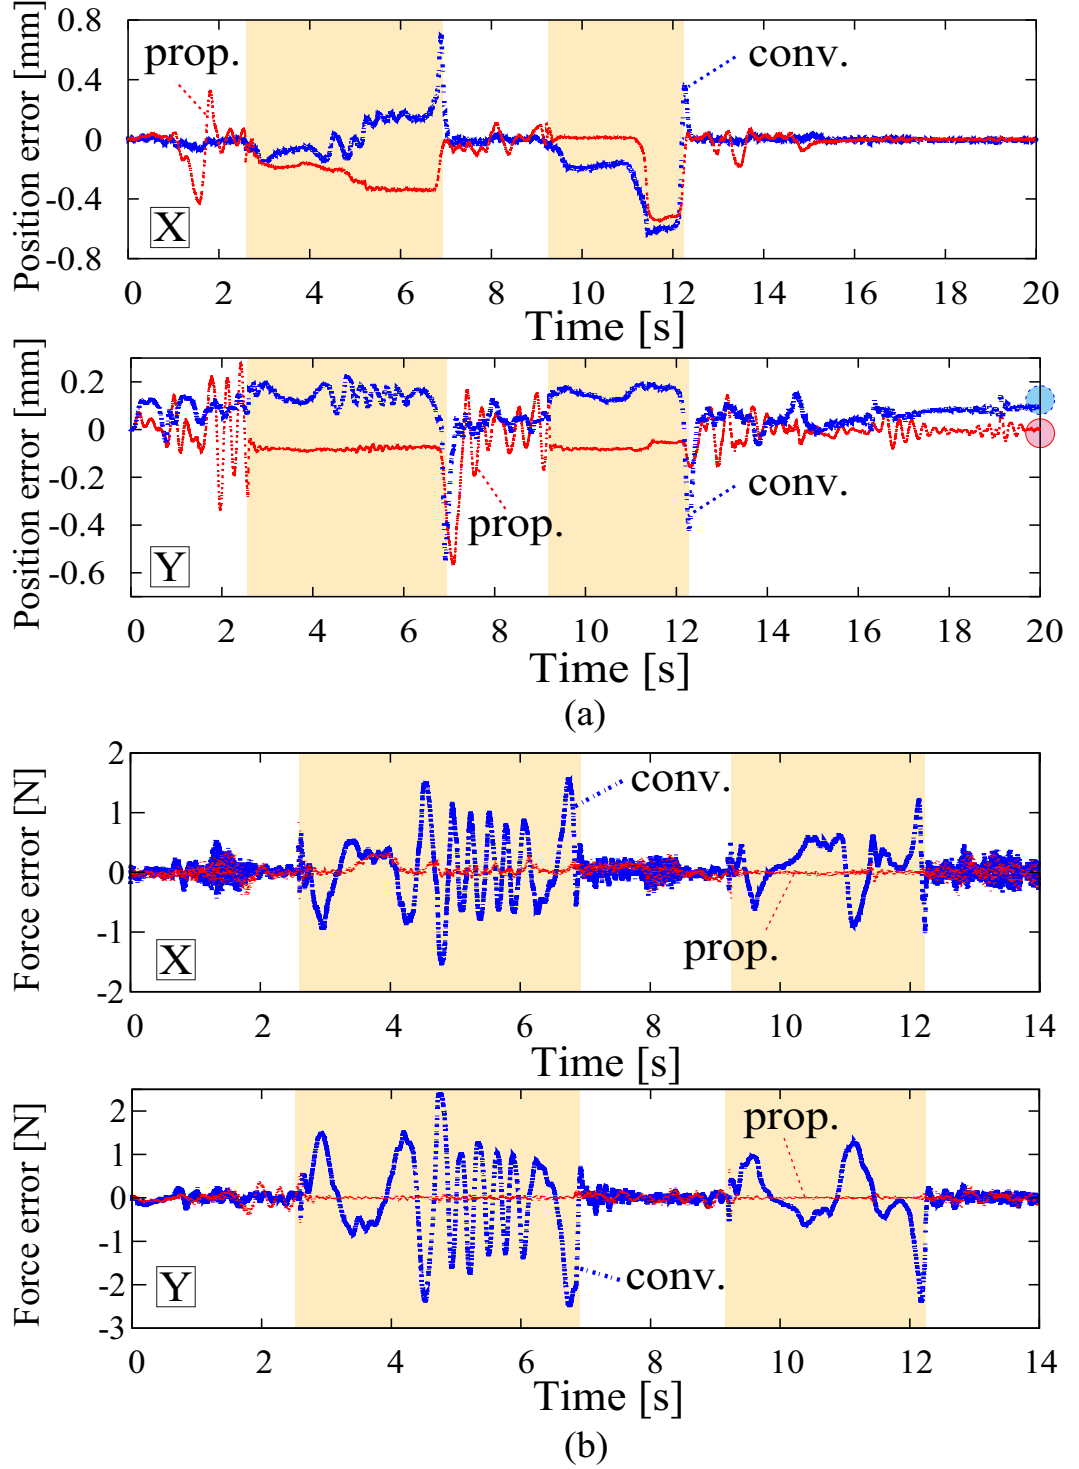 Position error [mm]
0.8
0.4
0
-0.4
-0.8
prop.
conv.
X
0 2 4 6 8 10 12 14 16 18 20
Time [s]
Position error [mm]
0.2
0
-0.2
-0.4
-0.6
prop.
conv.
Y
0 2 4 6 8 10 12 14 16 18 20
Time [s]
(a)
Force error [N]
2
1
0
-1
-2
conv.
prop.
X
0 2 4 6 8 10 12 14
Time [s]
Force error [N]
2
1
0
-1
-2
-3
prop.
conv.
Y
0 2 4 6 8 10 12 14
Time [s]
(b)